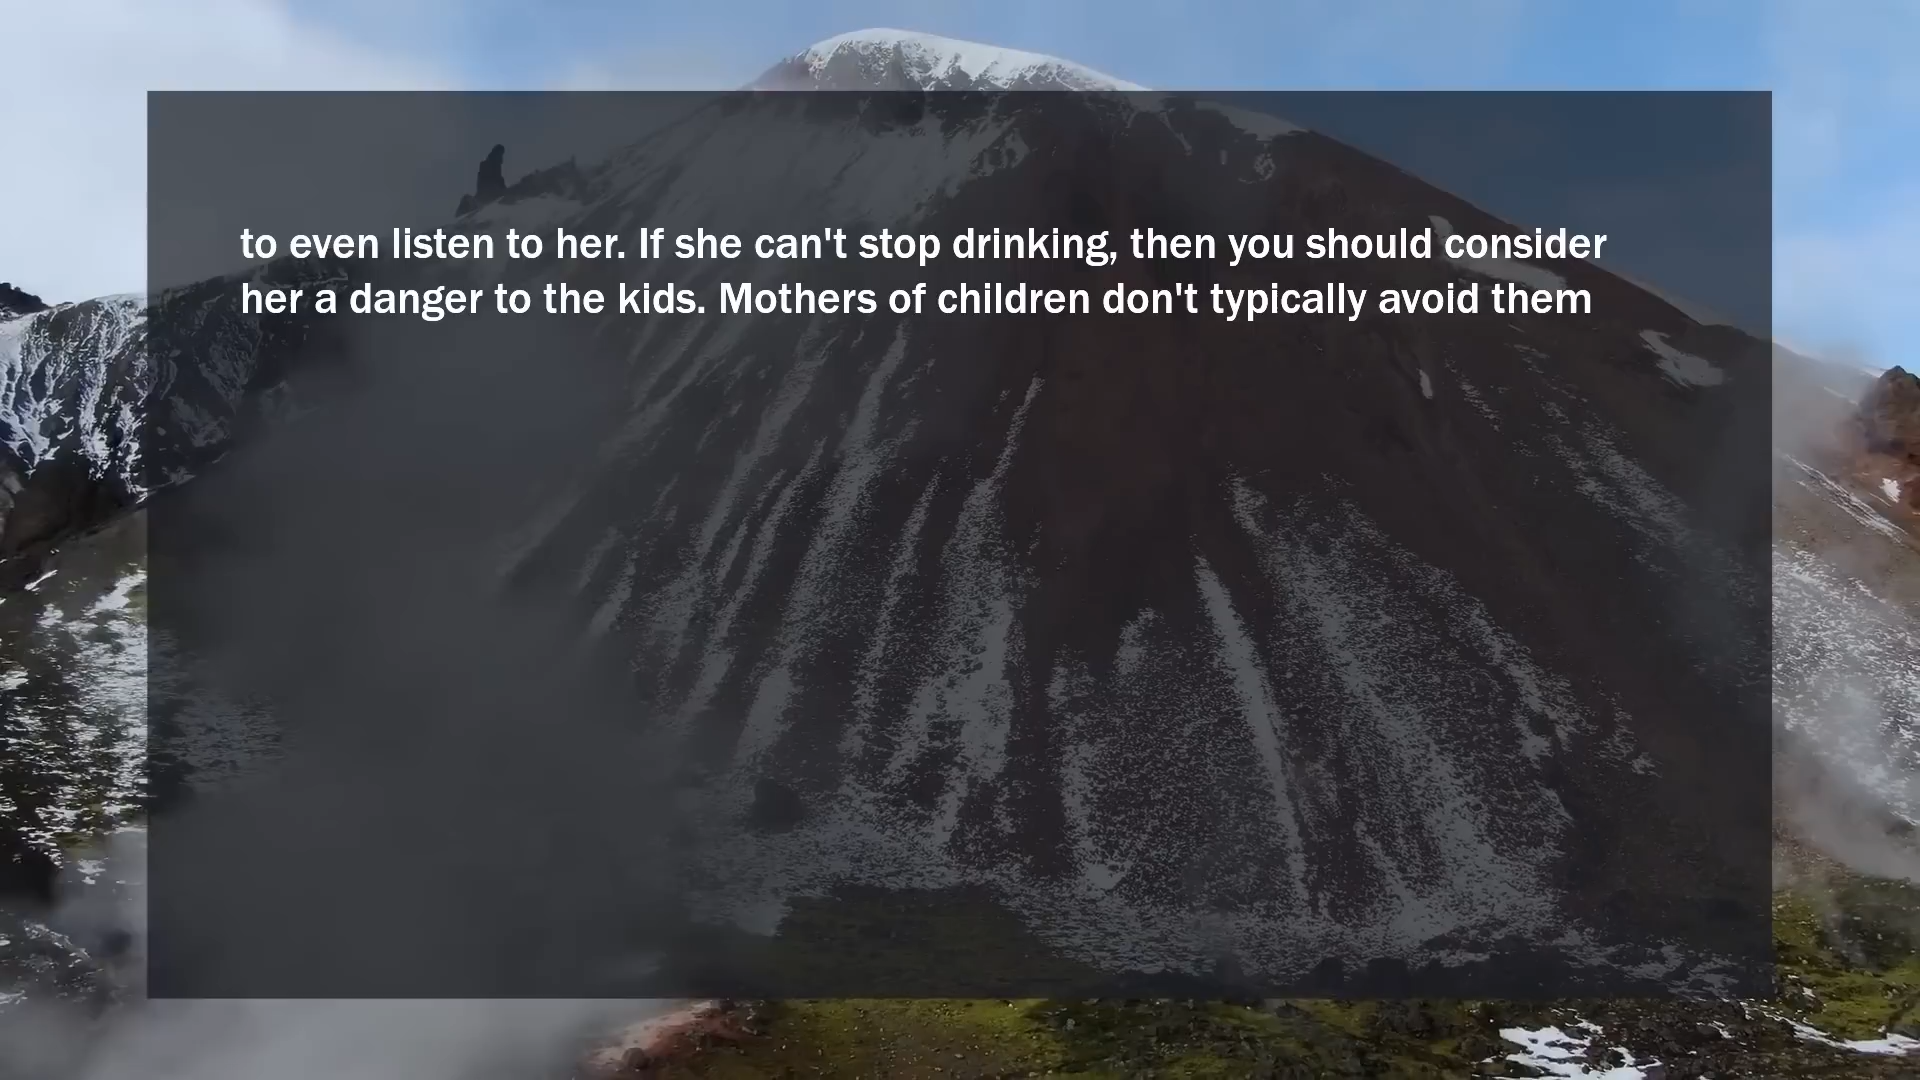 to even listen to her. If she can't stop drinking, then you should consider
her a danger to the kids. Mothers of children don't typically avoid them